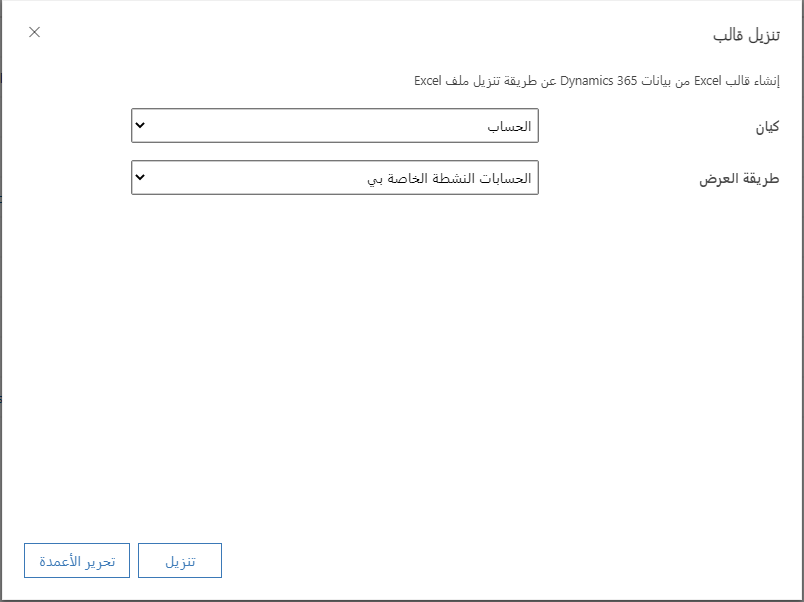 تنزيل قالب
إنشاء قالب Excel من بيانات Dynamics 365 عن طريقة تنزيل ملف Excel
كيان
الحساب
طريقة العرض
الحسابات النشطة الخاصة بي
تنزيل
تحرير الأعمدة